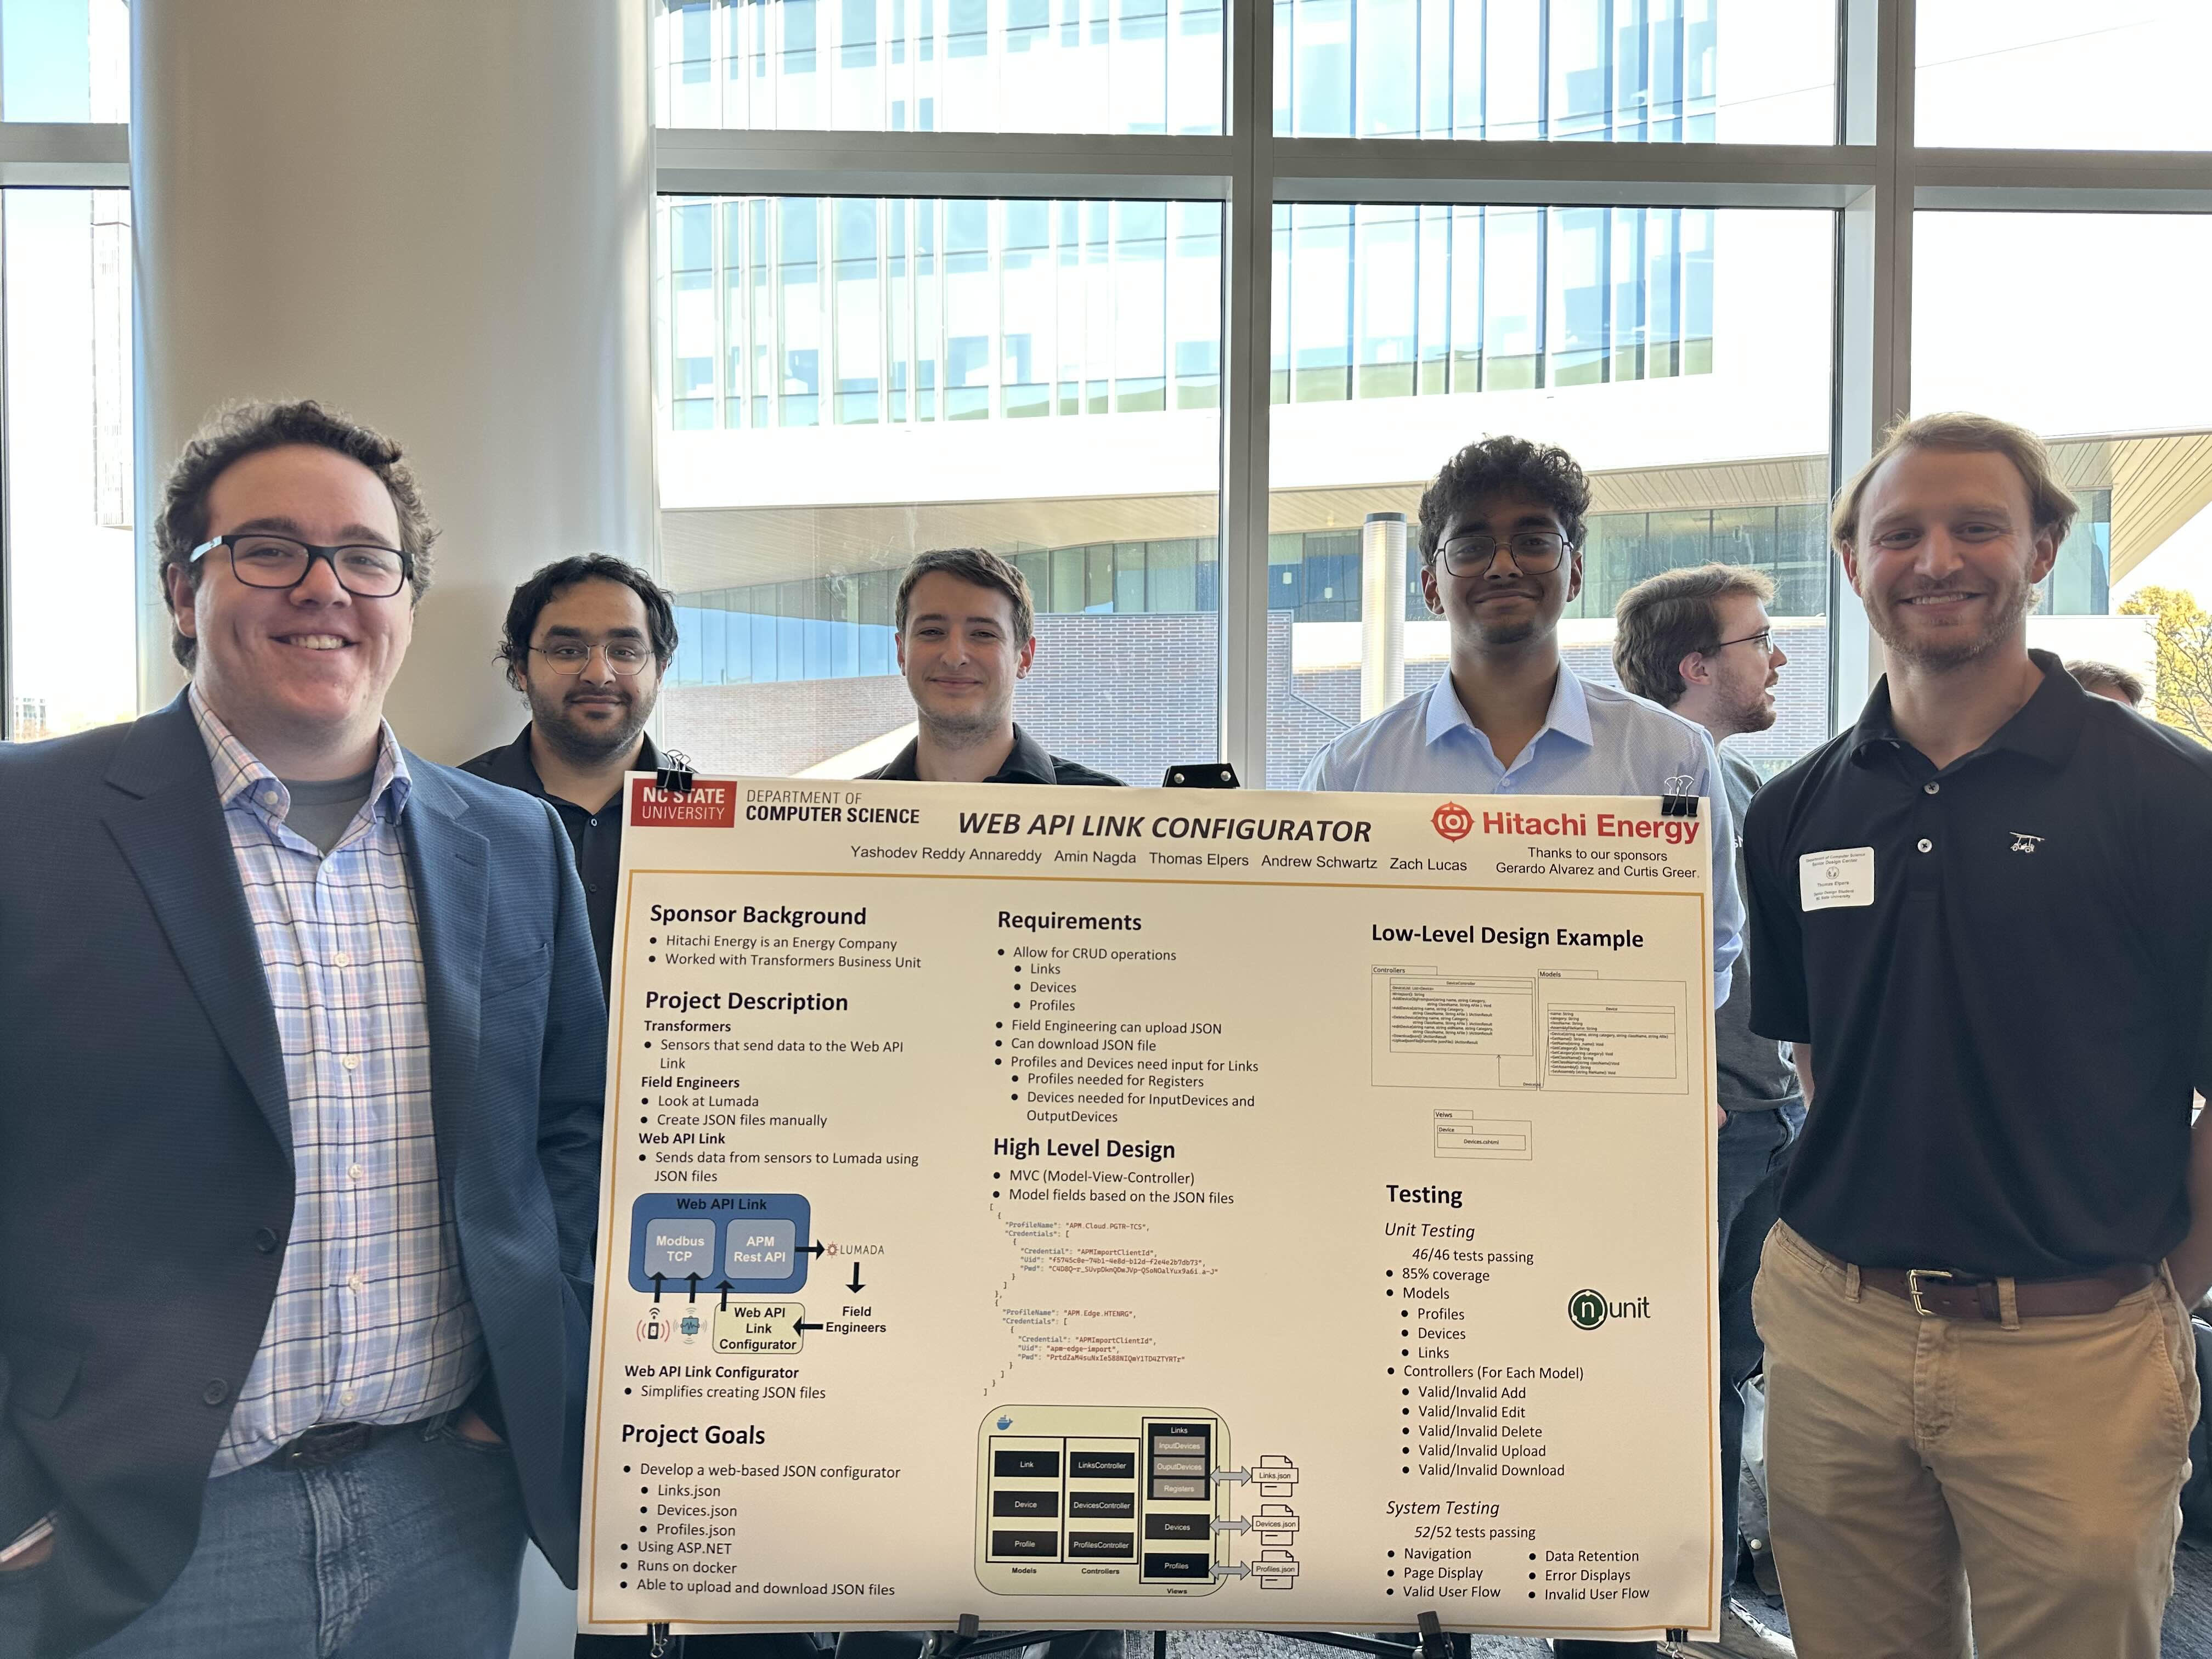 NC STATE
UNIVERSITY
DEPARTMENT OF
COMPUTER SCIENCE
WEB API LINK CONFIGURATOR
Hitachi Energy
Yashodev Reddy Annareddy Amin Nagda Thomas Elpers Andrew Schwartz Zach Lucas
Thanks to our sponsors
Gerardo Alvarez and Curtis Greer.
Sponsor Background
• Hitachi Energy is an Energy Company
• Worked with Transformers Business Unit
Project Description
Transformers
• Sensors that send data to the Web API
Link
Field Engineers
• Look at Lumada
• Create JSON files manually
Web API Link
• Sends data from sensors to Lumada using
JSON files
Web API Link
Modbus
TCP
APM
Rest API
LUMADA
Web API
Link
Configurator
Field
Engineers
Web API Link Configurator
• Simplifies creating JSON files
Project Goals
• Develop a web-based JSON configurator
• Links.json
• Devices.json
• Profiles.json
• Using ASP.NET
• Runs on docker
• Able to upload and download JSON files
Requirements
• Allow for CRUD operations
• Links
• Devices
• Profiles
• Field Engineering can upload JSON
• Can download JSON file
• Profiles and Devices need input for Links
• Profiles needed for Registers
• Devices needed for InputDevices and
OutputDevices
High Level Design
• MVC (Model-View-Controller)
• Model fields based on the JSON files
[
{
"ProfileName": "APM.Cloud.PGTR-TCS",
"Credentials": [
{
"Credential": "APMImportClientId",
"Uid":
"Pwd":
}
]
},
{
"ProfileName": "APM.Edge.HTENRG",
"Credentials": [
{
"Credential": "APMImportClientId",
"Uid": "apm-edge-import",
"Pwd":
}
]
}
]
Link
Device
Profile
Models
LinksController
DevicesController
ProfilesController
Controllers
Links
InputDevices
OuputDevices
Registers
Devices
Profiles
Views
Links.json
Devices.json
Profiles.json
Low-Level Design Example
Controllers
DeviceController
Models
Device
Veiws
Device
Devices.cshtml
Testing
Unit Testing
46/46 tests passing
• 85% coverage
• Models
• Profiles
• Devices
• Links
• Controllers (For Each Model)
• Valid/Invalid Add
• Valid/Invalid Edit
• Valid/Invalid Delete
• Valid/Invalid Upload
• Valid/Invalid Download
nunit
System Testing
52/52 tests passing
• Navigation
• Page Display
• Valid User Flow
• Data Retention
• Error Displays
• Invalid User Flow
Department of Computer Science
Senior Design Center
Thomas Elpers